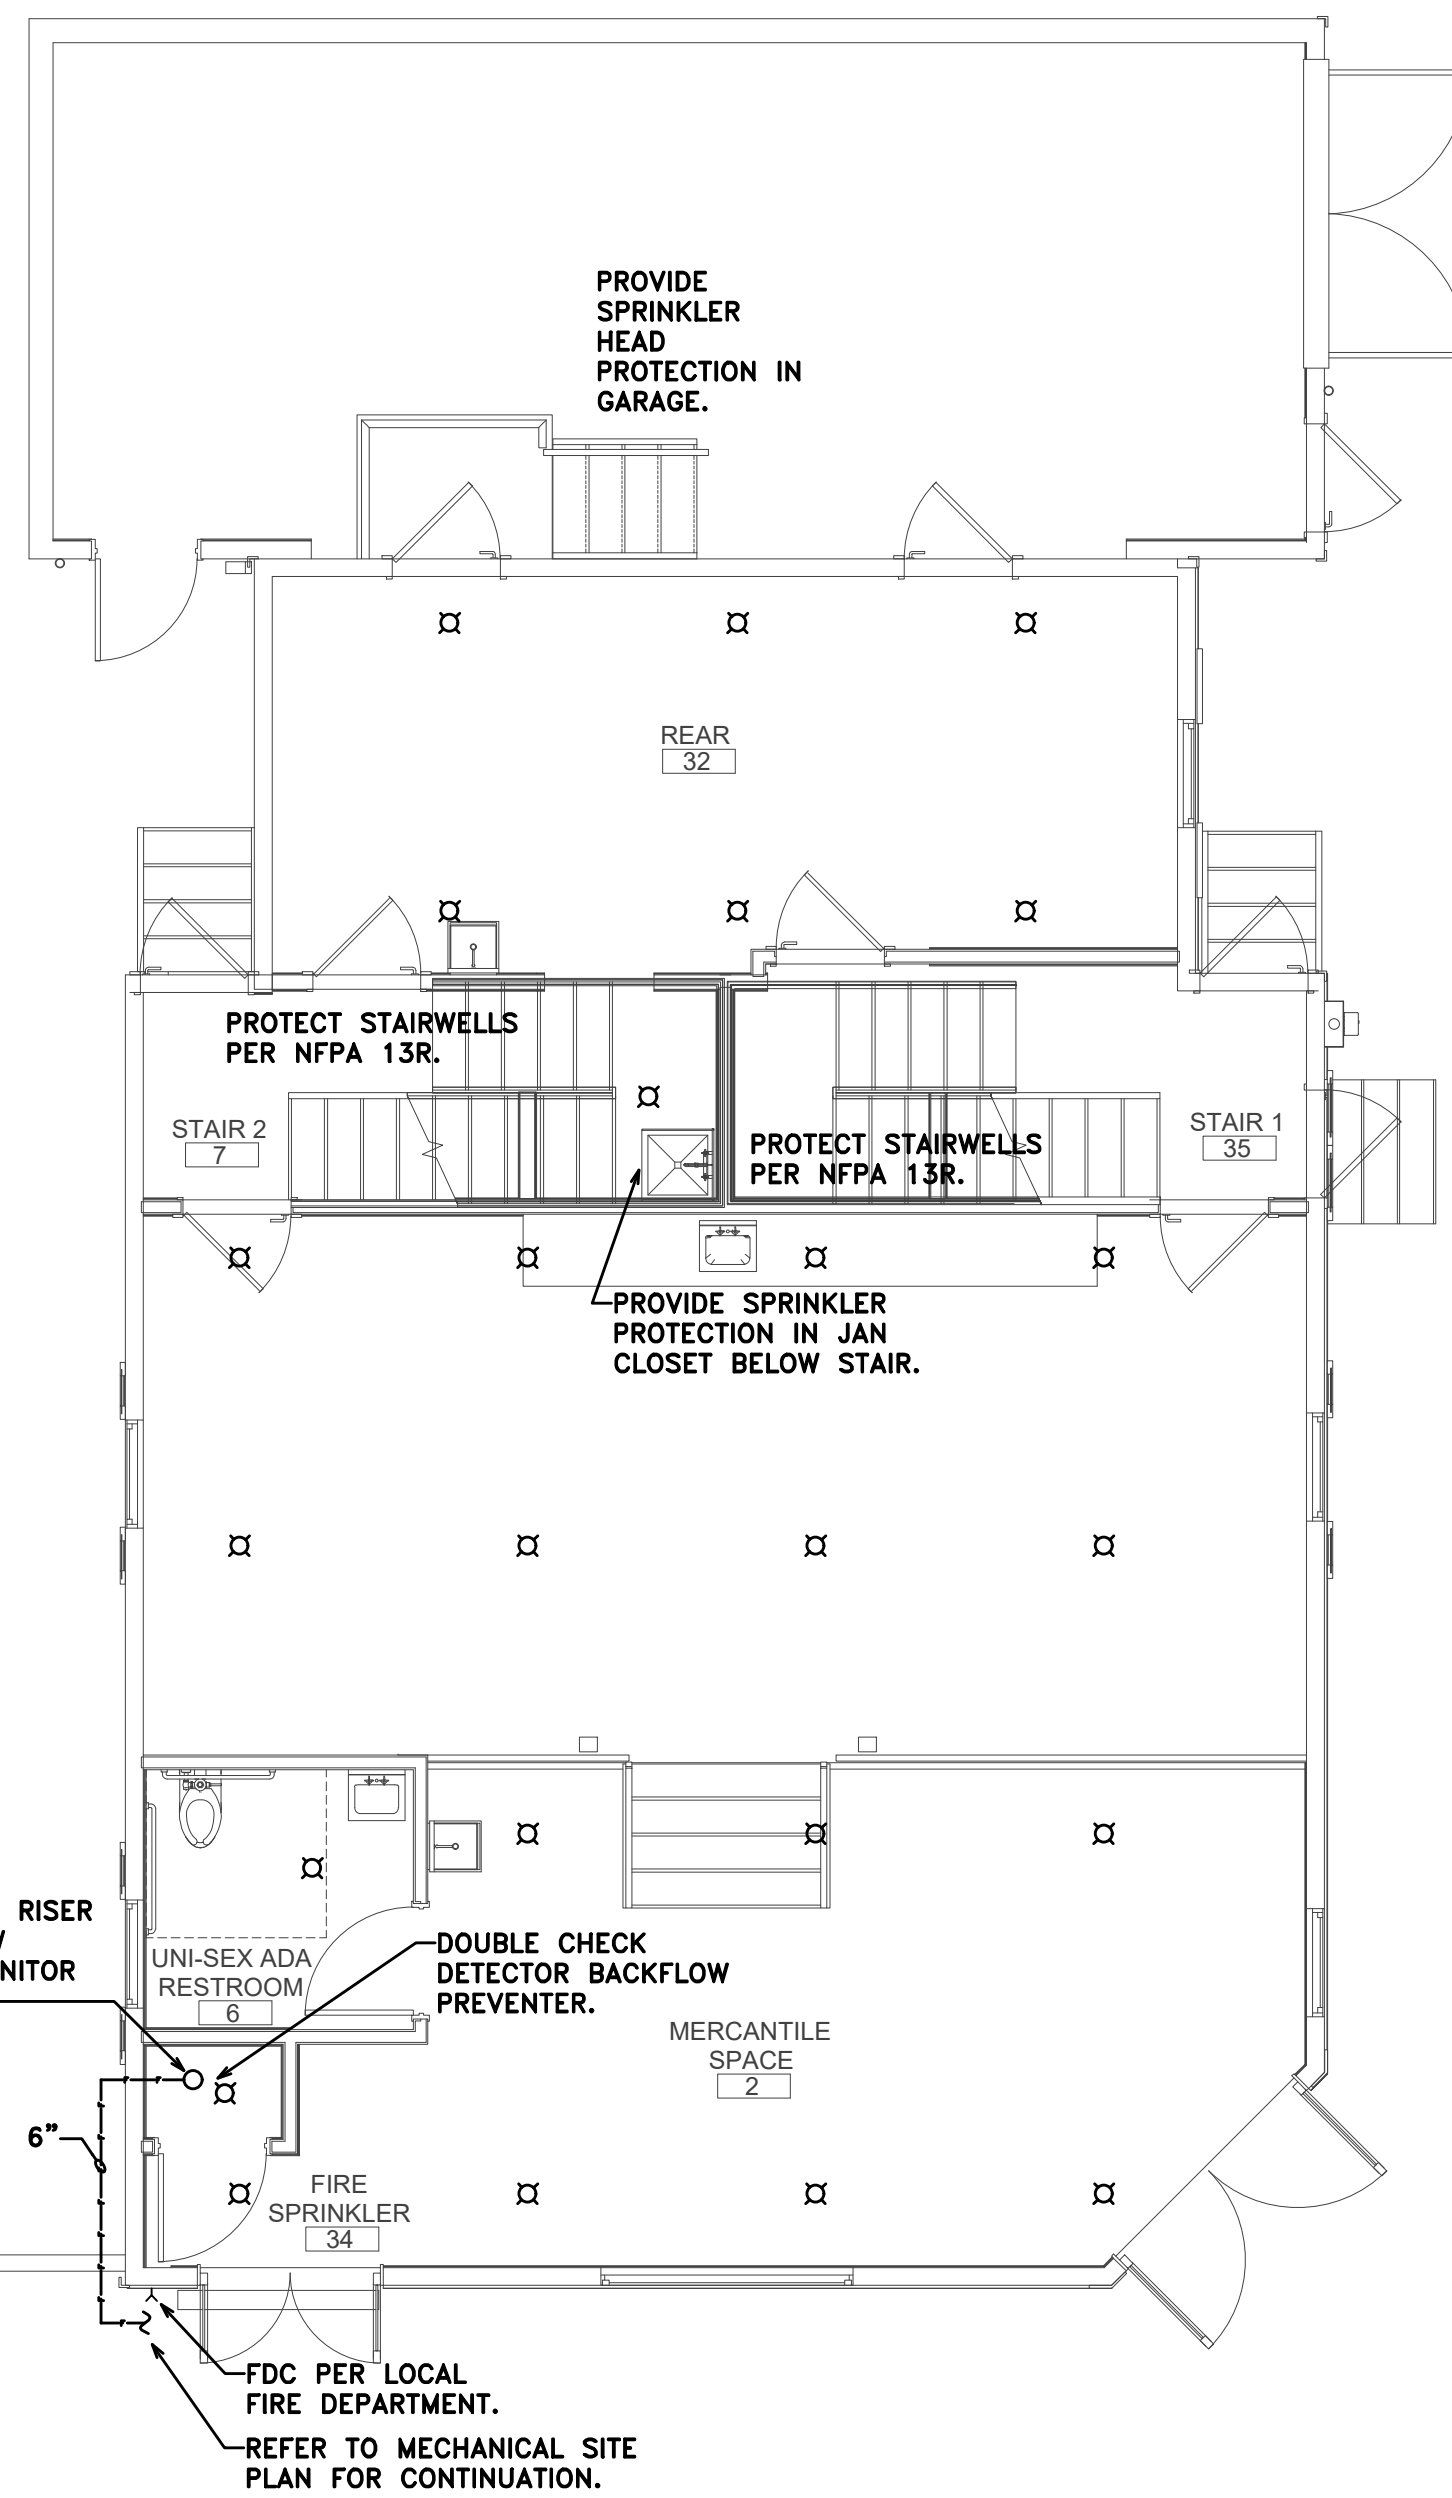 PROVIDE
SPRINKLER
HEAD
PROTECTION IN
GARAGE.
REAR
32
PROTECT STAIRWELLS
PER NFPA 13R.
STAIR 2
7
PROTECT STAIRWELLS
PER NFPA 13R.
STAIR 1
35
PROVIDE SPRINKLER
PROTECTION IN JAN
CLOSET BELOW STAIR.
RISER
NITOR
UNI-SEX ADA
RESTROOM
6
DOUBLE CHECK
DETECTOR BACKFLOW
PREVENTER.
MERCANTILE
SPACE
2
6"
FIRE
SPRINKLER
34
FDC PER LOCAL
FIRE DEPARTMENT.
REFER TO MECHANICAL SITE
PLAN FOR CONTINUATION.